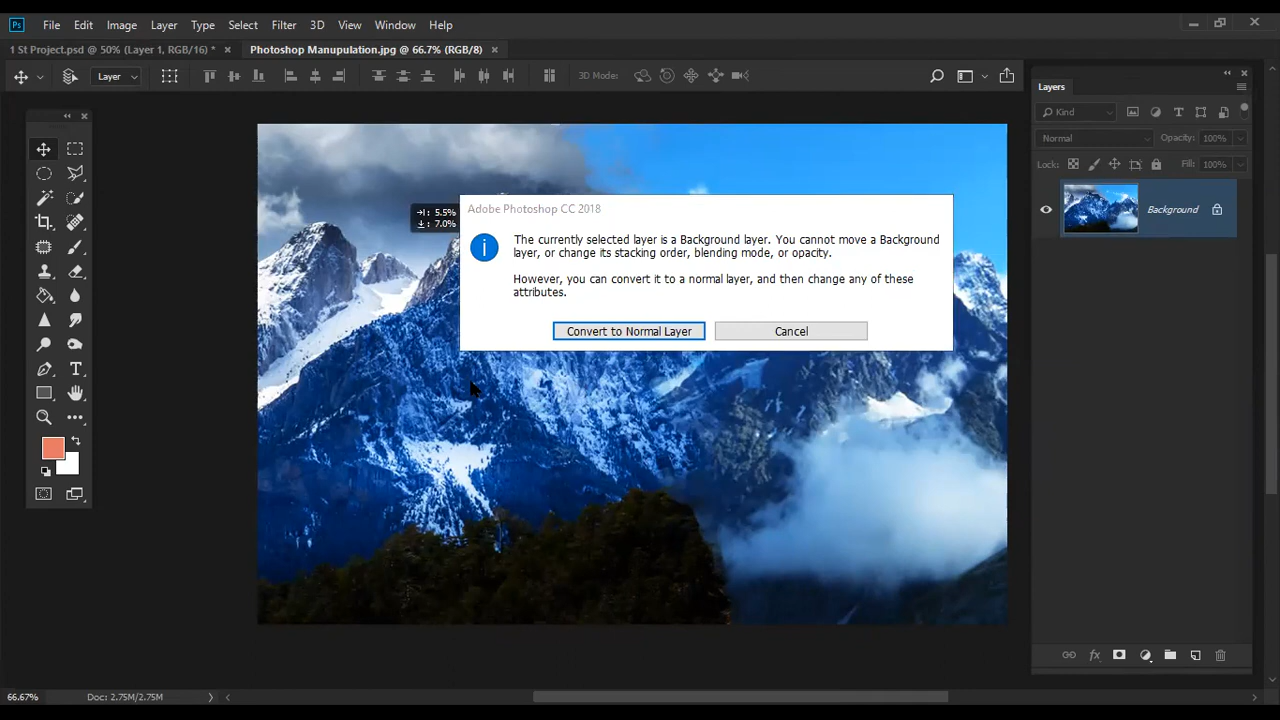 Ps File Edit Image Layer Type Select Filter 3D View Window Help
1 St Project.psd @ 50% (Layer 1, RGB/16) * Photoshop Manupulation.jpg @ 66.7% (RGB/8)
Layers
Layer 3D Mode:
Kind
Normal Opacity: 100%
Lock: Fill: 100%
Background
5.5%
7.0%
Adobe Photoshop CC 2018
The currently selected layer is a Background layer. You cannot move a Background
layer, or change its stacking order, blending mode, or opacity.
However, you can convert it to a normal layer, and then change any of these
attributes.
Convert to Normal Layer Cancel
fx
66.67% Doc: 2.75M/2.75M